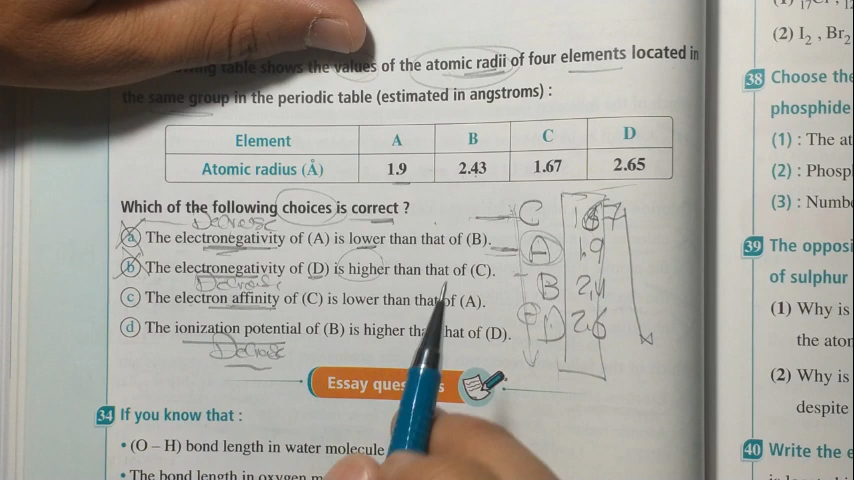 table shows the values of the atomic radii of four elements located in
the same group in the periodic table (estimated in angstroms) :
Element A B C D
Atomic radius (Å) 1.9 2.43 1.67 2.65
Which of the following choices is correct ?
Decrease
a The electronegativity of (A) is lower than that of (B).
b The electronegativity of (D) is higher than that of (C).
Decrease
c The electron affinity of (C) is lower than that of (A).
d The ionization potential of (B) is higher that of (D).
Decrease
C 1.67
A 1.9
B 2.4
D 2.6
Essay
34 If you know that :
• (O – H) bond length in water molecule
• The bond length in oxygen
(2) I₂ , Br₂
38 Choose the
phosphide
(1) : The at
(2) : Phosp
(3) : Numb
39 The opposi
of sulphur
(1) Why is
the aton
(2) Why is
despite
40 Write the e